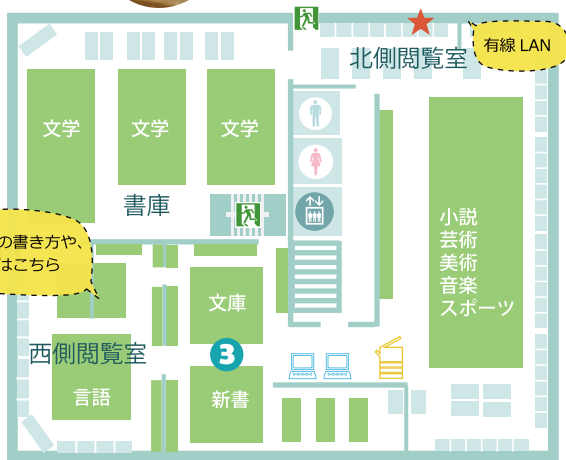 有線 LAN
北側閲覧室
文学
文学
文学
書庫
小説
芸術
美術
音楽
スポーツ
の書き方や、
はこちら
文庫
3
西側閲覧室
言語
新書